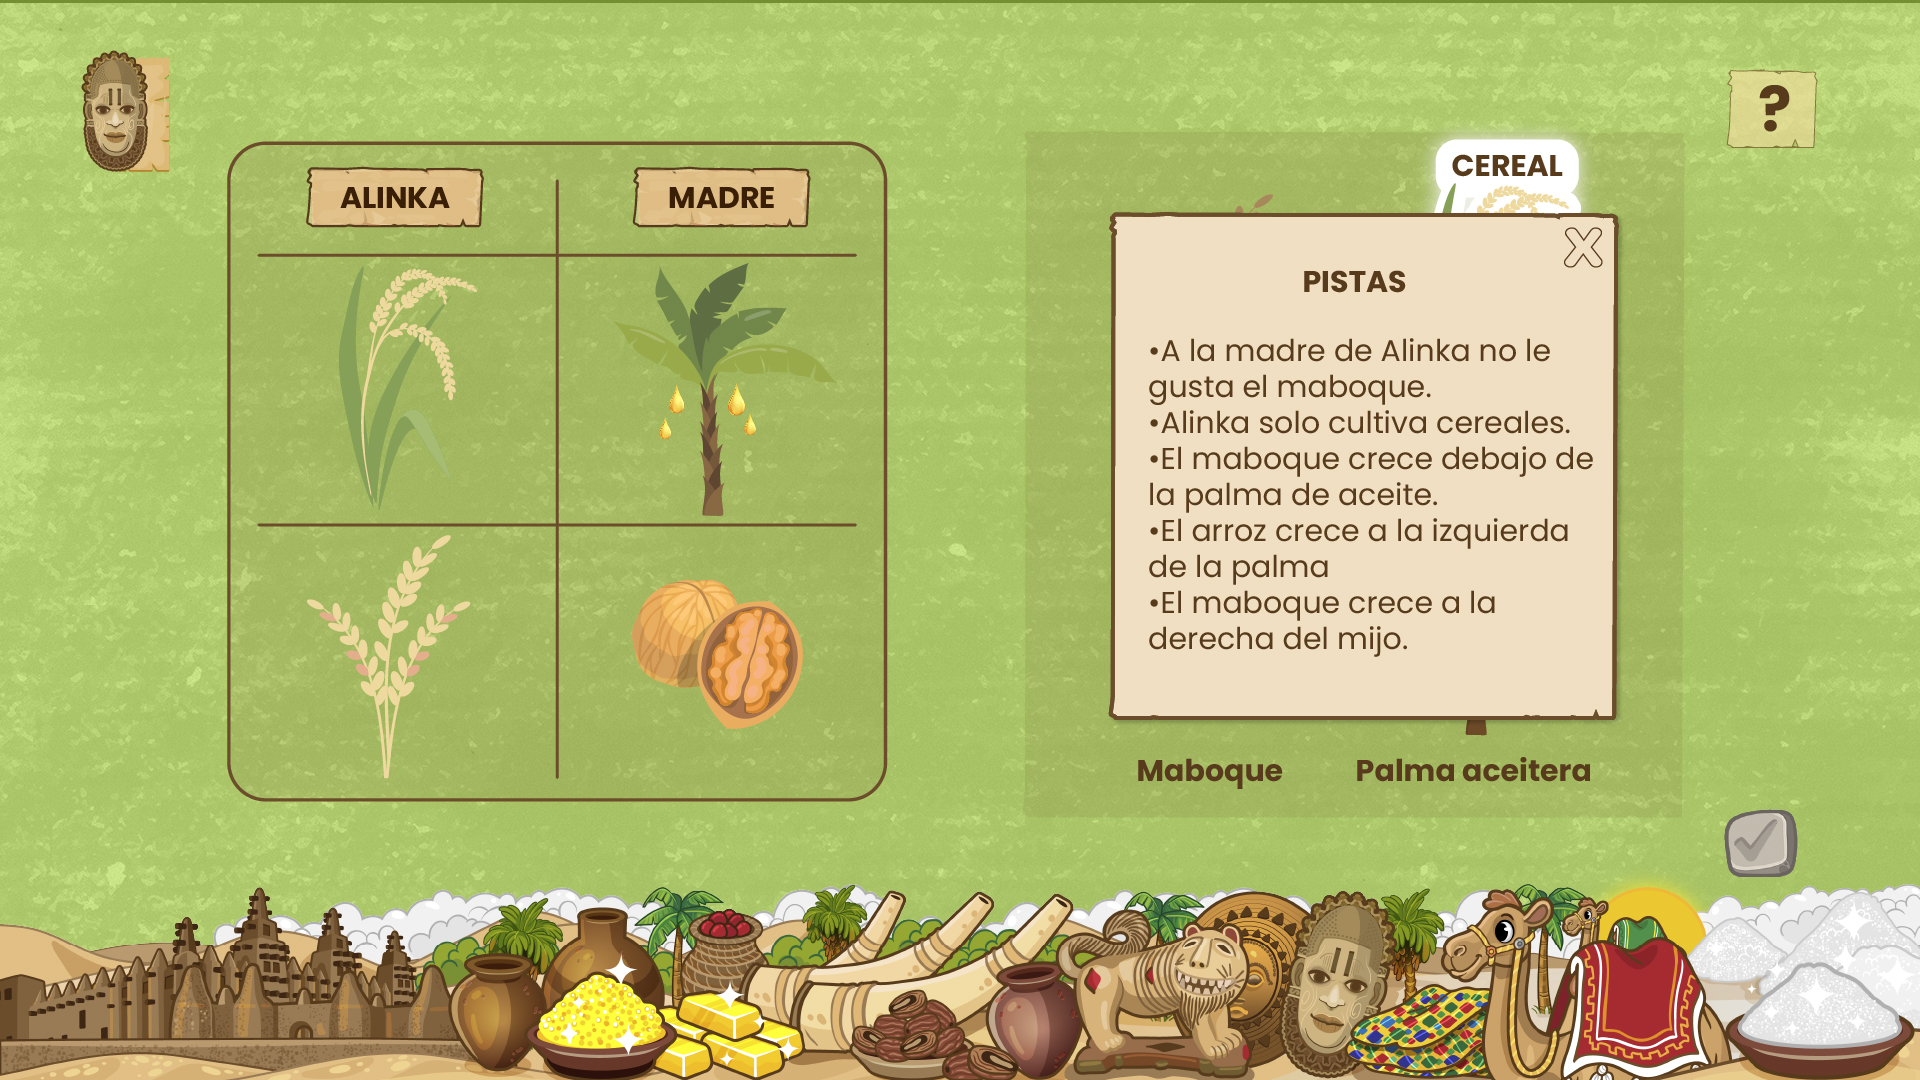 ?
CEREAL
ALINKA
MADRE
PISTAS
•A la madre de Alinka no le
gusta el maboque.
•Alinka solo cultiva cereales.
•El maboque crece debajo de
la palma de aceite.
•El arroz crece a la izquierda
de la palma
•El maboque crece a la
derecha del mijo.
Maboque
Palma aceitera